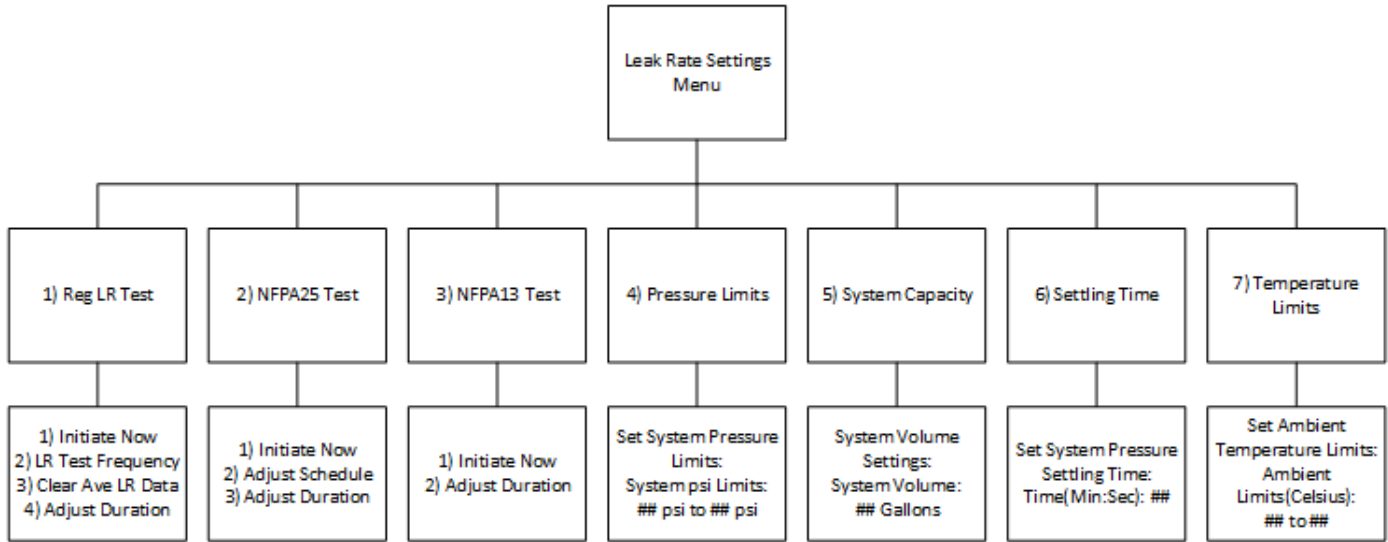 Leak Rate Settings
Menu
1) Reg LR Test
2) NFPA25 Test
3) NFPA13 Test
4) Pressure Limits
5) System Capacity
6) Settling Time
7) Temperature
Limits
1) Initiate Now
2) LR Test Frequency
3) Clear Ave LR Data
4) Adjust Duration
1) Initiate Now
2) Adjust Schedule
3) Adjust Duration
1) Initiate Now
2) Adjust Duration
Set System Pressure
Limits:
System psi Limits:
## psi to ## psi
System Volume
Settings:
System Volume:
## Gallons
Set System Pressure
Settling Time:
Time(Min:Sec): ##
Set Ambient
Temperature Limits:
Ambient
Limits(Celsius):
## to ##